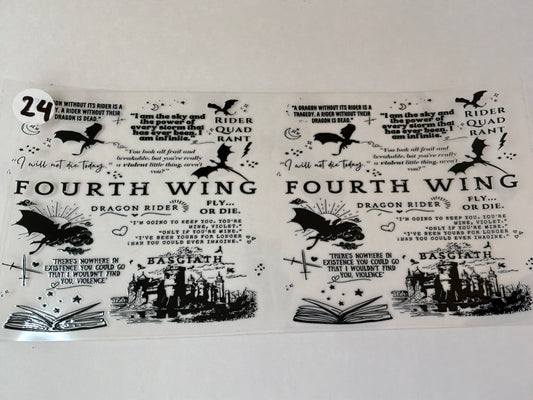 24
ON WITHOUT ITS RIDER IS A
Y. A RIDER WITHOUT THEIR
DRAGON IS DEAD."
"I am the sky and
the power of
every storm that
has ever been. I
am infinite."
RIDER
QUAD
RANT
"I will not die today."
"You look all frail and
breakable, but you're really
a violent little thing, aren't
you?"
FOURTH WING
DRAGON RIDER
FLY...
OR DIE.
"I'M GOING TO KEEP YOU. YOU'RE
MINE, VIOLET."
"ONLY IF YOU'RE MINE."
"I'VE BEEN YOURS FOR LONGER
THAN YOU COULD EVER IMAGINE."
"THERE'S NOWHERE IN
EXISTENCE YOU COULD GO
THAT I WOULDN'T FIND
YOU, VIOLENCE"
BASGIATH
"A DRAGON WITHOUT ITS RIDER IS A
TRAGEDY. A RIDER WITHOUT THEIR
DRAGON IS DEAD."
"I am the sky and
the power of
every storm that
has ever been. I
am infinite."
RIDER
QUAD
RANT
"I will not die today."
"You look all frail and
breakable, but you're really
a violent little thing, aren't
you?"
FOURTH WING
DRAGON RIDER
FLY...
OR DIE.
"I'M GOING TO KEEP YOU. YOU'RE
MINE, VIOLET."
"ONLY IF YOU'RE MINE."
"I'VE BEEN YOURS FOR LONGER
THAN YOU COULD EVER IMAGINE."
"THERE'S NOWHERE IN
EXISTENCE YOU COULD GO
THAT I WOULDN'T FIND
YOU, VIOLENCE"
BASGIATH